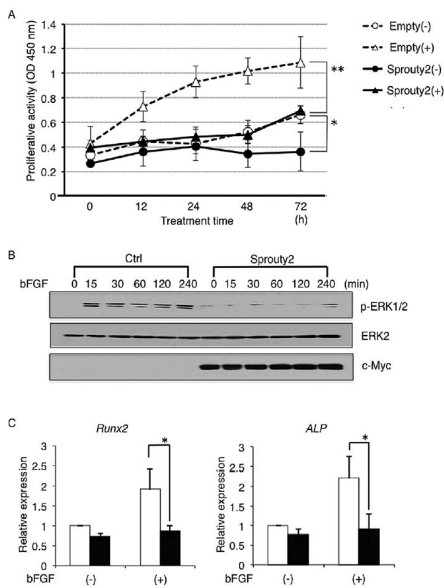 A
Proliferative activity (OD 450 nm)
1.4
1.2
1
0.8
0.6
0.4
0.2
0
0 12 24 48 72
(h)
Treatment time
**
*
Empty(-)
Empty(+)
Sprouty2(-)
Sprouty2(+)
B
Ctrl Sprouty2
bFGF 0 15 30 60 120 240 0 15 30 60 120 240 (min)
p-ERK1/2
ERK2
c-Myc
C
Runx2
Relative expression
3
2.5
2
1.5
1
0.5
0
*
bFGF (-) (+)
ALP
Relative expression
3
2.5
2
1.5
1
0.5
0
*
bFGF (-) (+)